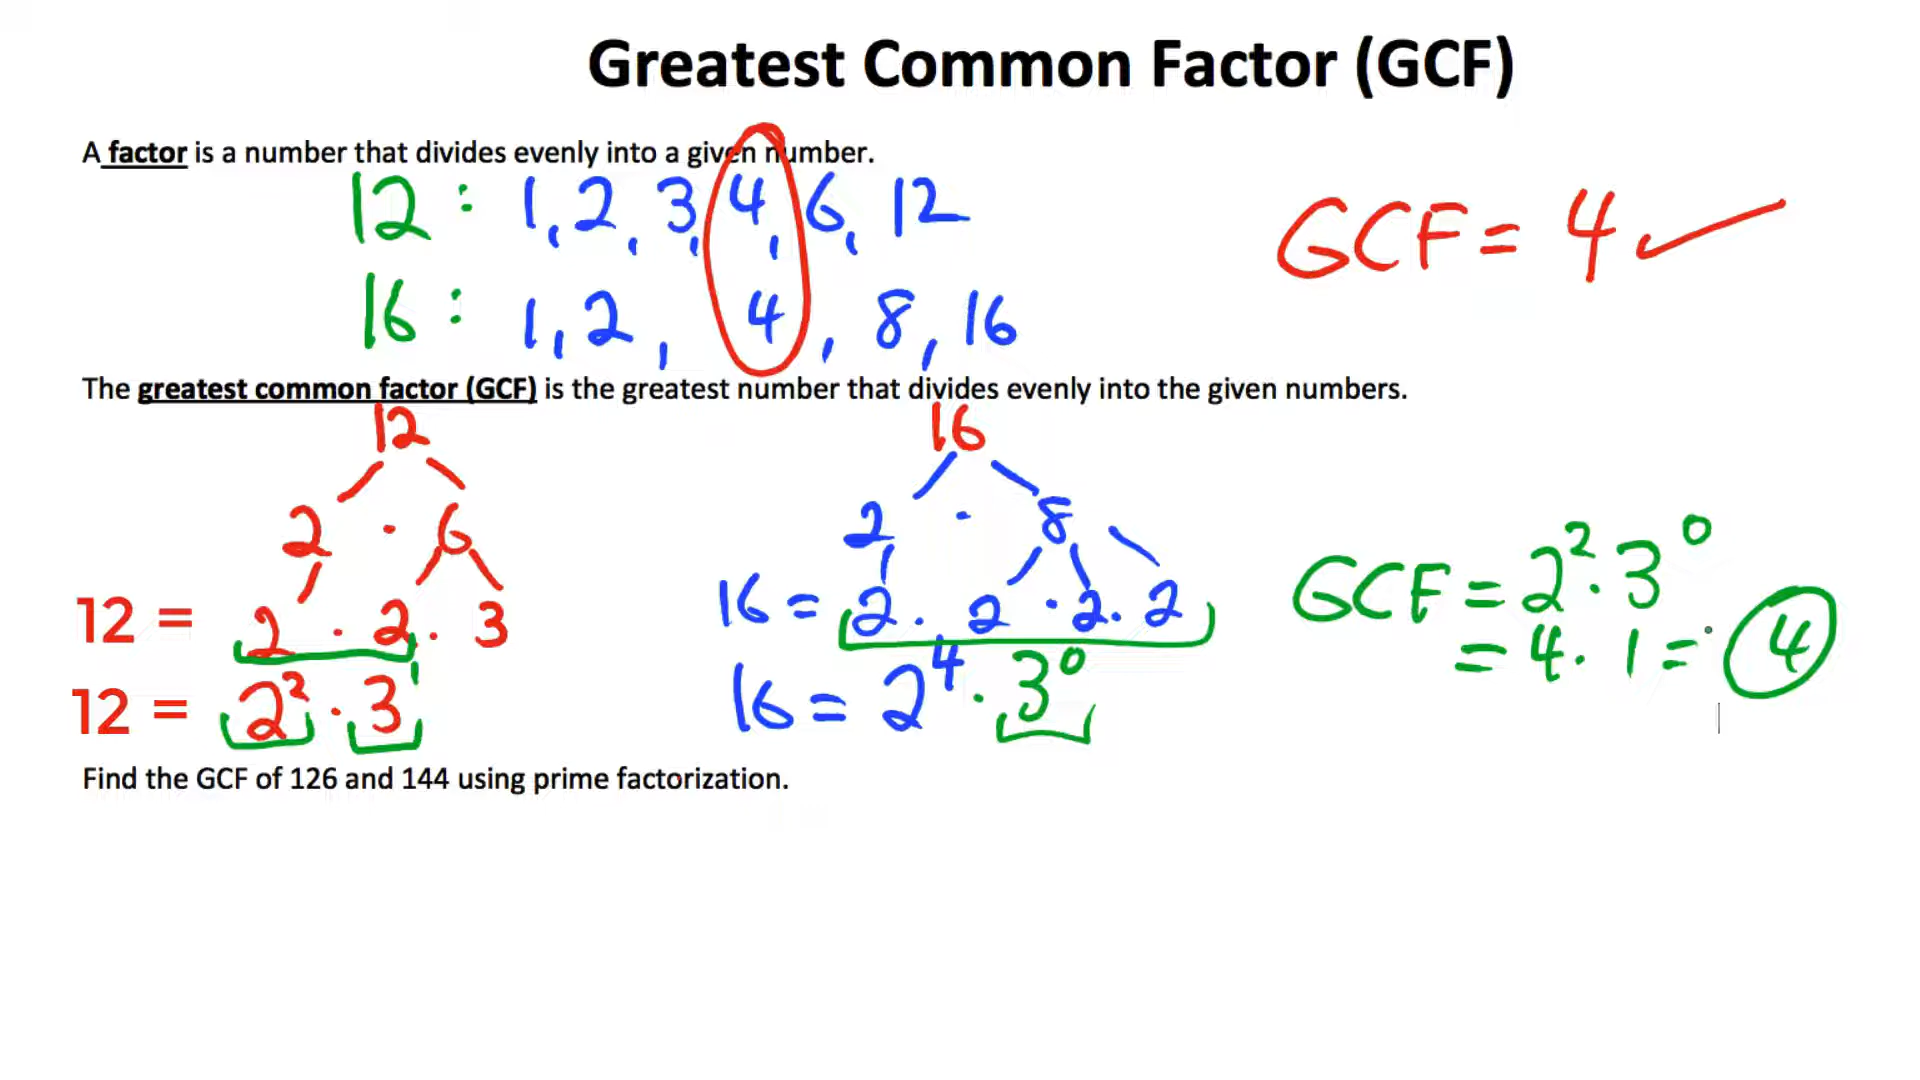 Greatest Common Factor (GCF)
A factor is a number that divides evenly into a given number.
12 : 1, 2, 3, 4, 6, 12
GCF = 4 ✓
16 : 1, 2, 4, 8, 16
The greatest common factor (GCF) is the greatest number that divides evenly into the given numbers.
12
16
2 · 6
2 · 8
12 = 2 · 2 · 3
16 = 2 · 2 · 2 · 2
GCF = 2² · 3⁰
= 4 · 1 = 4
12 = 2² · 3¹
16 = 2⁴ · 3⁰
Find the GCF of 126 and 144 using prime factorization.